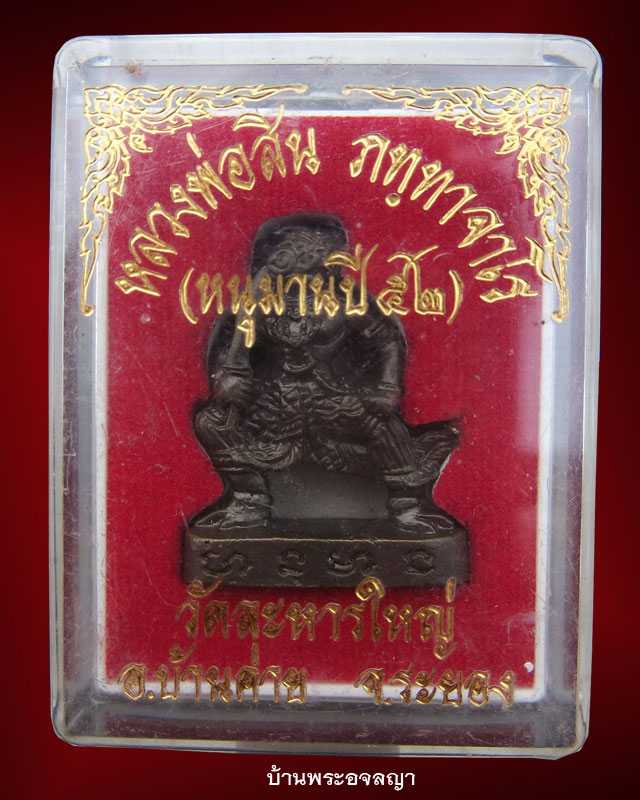 หลวงพ่อสิน ภทฺทาจาโร
(หนุมานปี ๕๒)
วัดละหารใหญ่
อ.บ้านค่าย จ.ระยอง
บ้านพระอจลญา